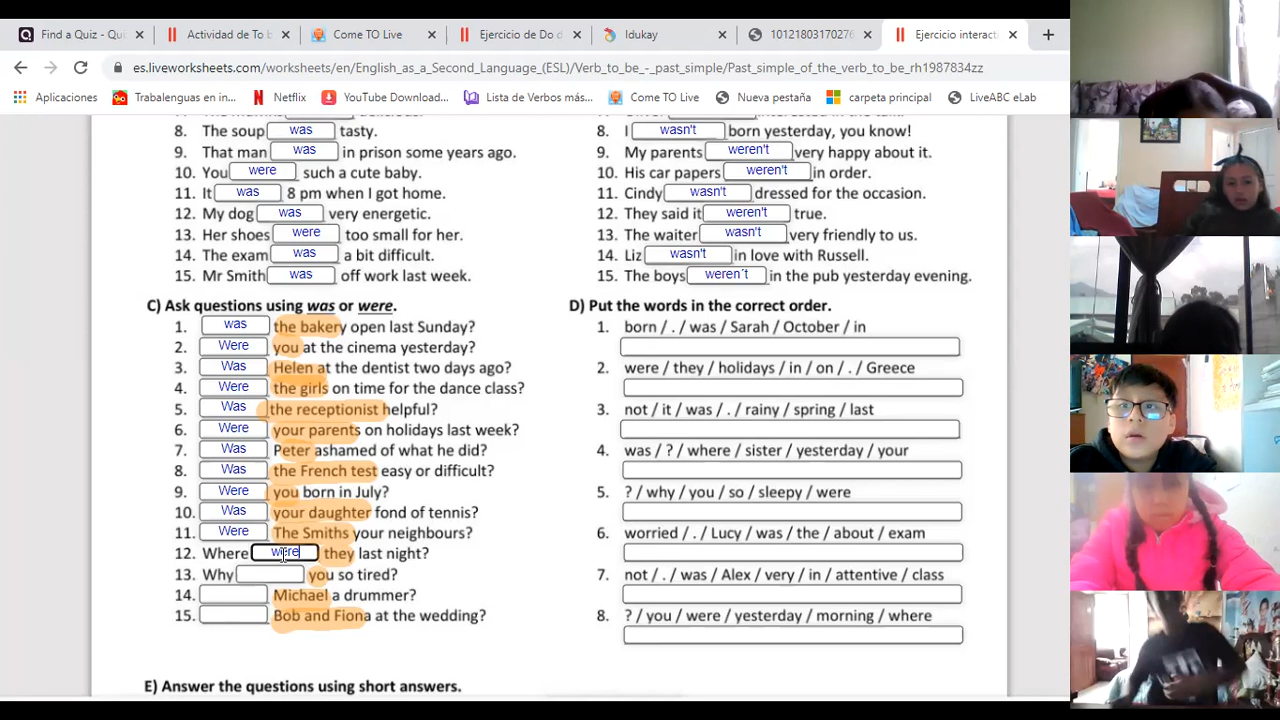 Find a Quiz - Qui
Actividad de To b
Come TO Live
Ejercicio de Do d
Idukay
10121803170276
Ejercicio interacti
es.liveworksheets.com/worksheets/en/English_as_a_Second_Language_(ESL)/Verb_to_be_-_past_simple/Past_simple_of_the_verb_to_be_rh1987834zz
Aplicaciones
Trabalenguas en in...
Netflix
YouTube Download...
Lista de Verbos más...
Come TO Live
Nueva pestaña
carpeta principal
LiveABC eLab
8. The soup was tasty.
9. That man was in prison some years ago.
10. You were such a cute baby.
11. It was 8 pm when I got home.
12. My dog was very energetic.
13. Her shoes were too small for her.
14. The exam was a bit difficult.
15. Mr Smith was off work last week.
8. I wasn't born yesterday, you know!
9. My parents weren't very happy about it.
10. His car papers weren't in order.
11. Cindy wasn't dressed for the occasion.
12. They said it weren't true.
13. The waiter wasn't very friendly to us.
14. Liz wasn't in love with Russell.
15. The boys weren´t in the pub yesterday evening.
C) Ask questions using was or were.
1. was the bakery open last Sunday?
2. Were you at the cinema yesterday?
3. Was Helen at the dentist two days ago?
4. Were the girls on time for the dance class?
5. Was the receptionist helpful?
6. Were your parents on holidays last week?
7. Was Peter ashamed of what he did?
8. Was the French test easy or difficult?
9. Were you born in July?
10. Was your daughter fond of tennis?
11. Were The Smiths your neighbours?
12. Where were they last night?
13. Why you so tired?
14. Michael a drummer?
15. Bob and Fiona at the wedding?
D) Put the words in the correct order.
1. born / . / was / Sarah / October / in
2. were / they / holidays / in / on / . / Greece
3. not / it / was / . / rainy / spring / last
4. was / ? / where / sister / yesterday / your
5. ? / why / you / so / sleepy / were
6. worried / . / Lucy / was / the / about / exam
7. not / . / was / Alex / very / in / attentive / class
8. ? / you / were / yesterday / morning / where
E) Answer the questions using short answers.